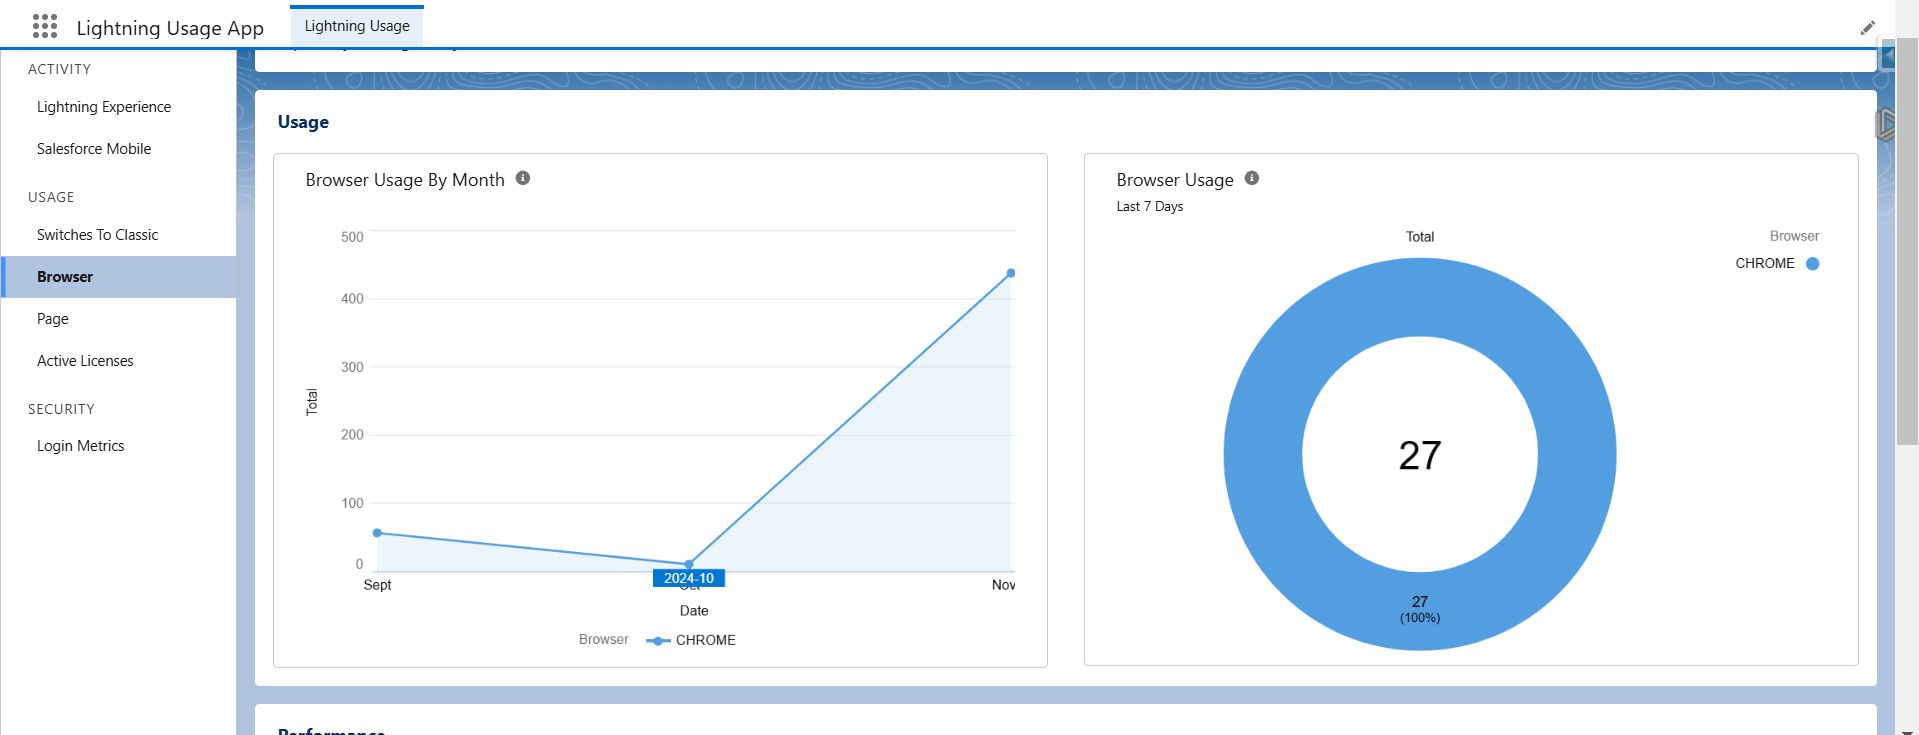 Lightning Usage App
Lightning Usage
ACTIVITY
Lightning Experience
Salesforce Mobile
USAGE
Switches To Classic
Browser
Page
Active Licenses
SECURITY
Login Metrics
Usage
Browser Usage By Month
500
400
300
200
100
0
Total
Sept
2024-10
Nov
Date
Browser
CHROME
Browser Usage
Last 7 Days
Total
Browser
CHROME
27
27
(100%)
Performance